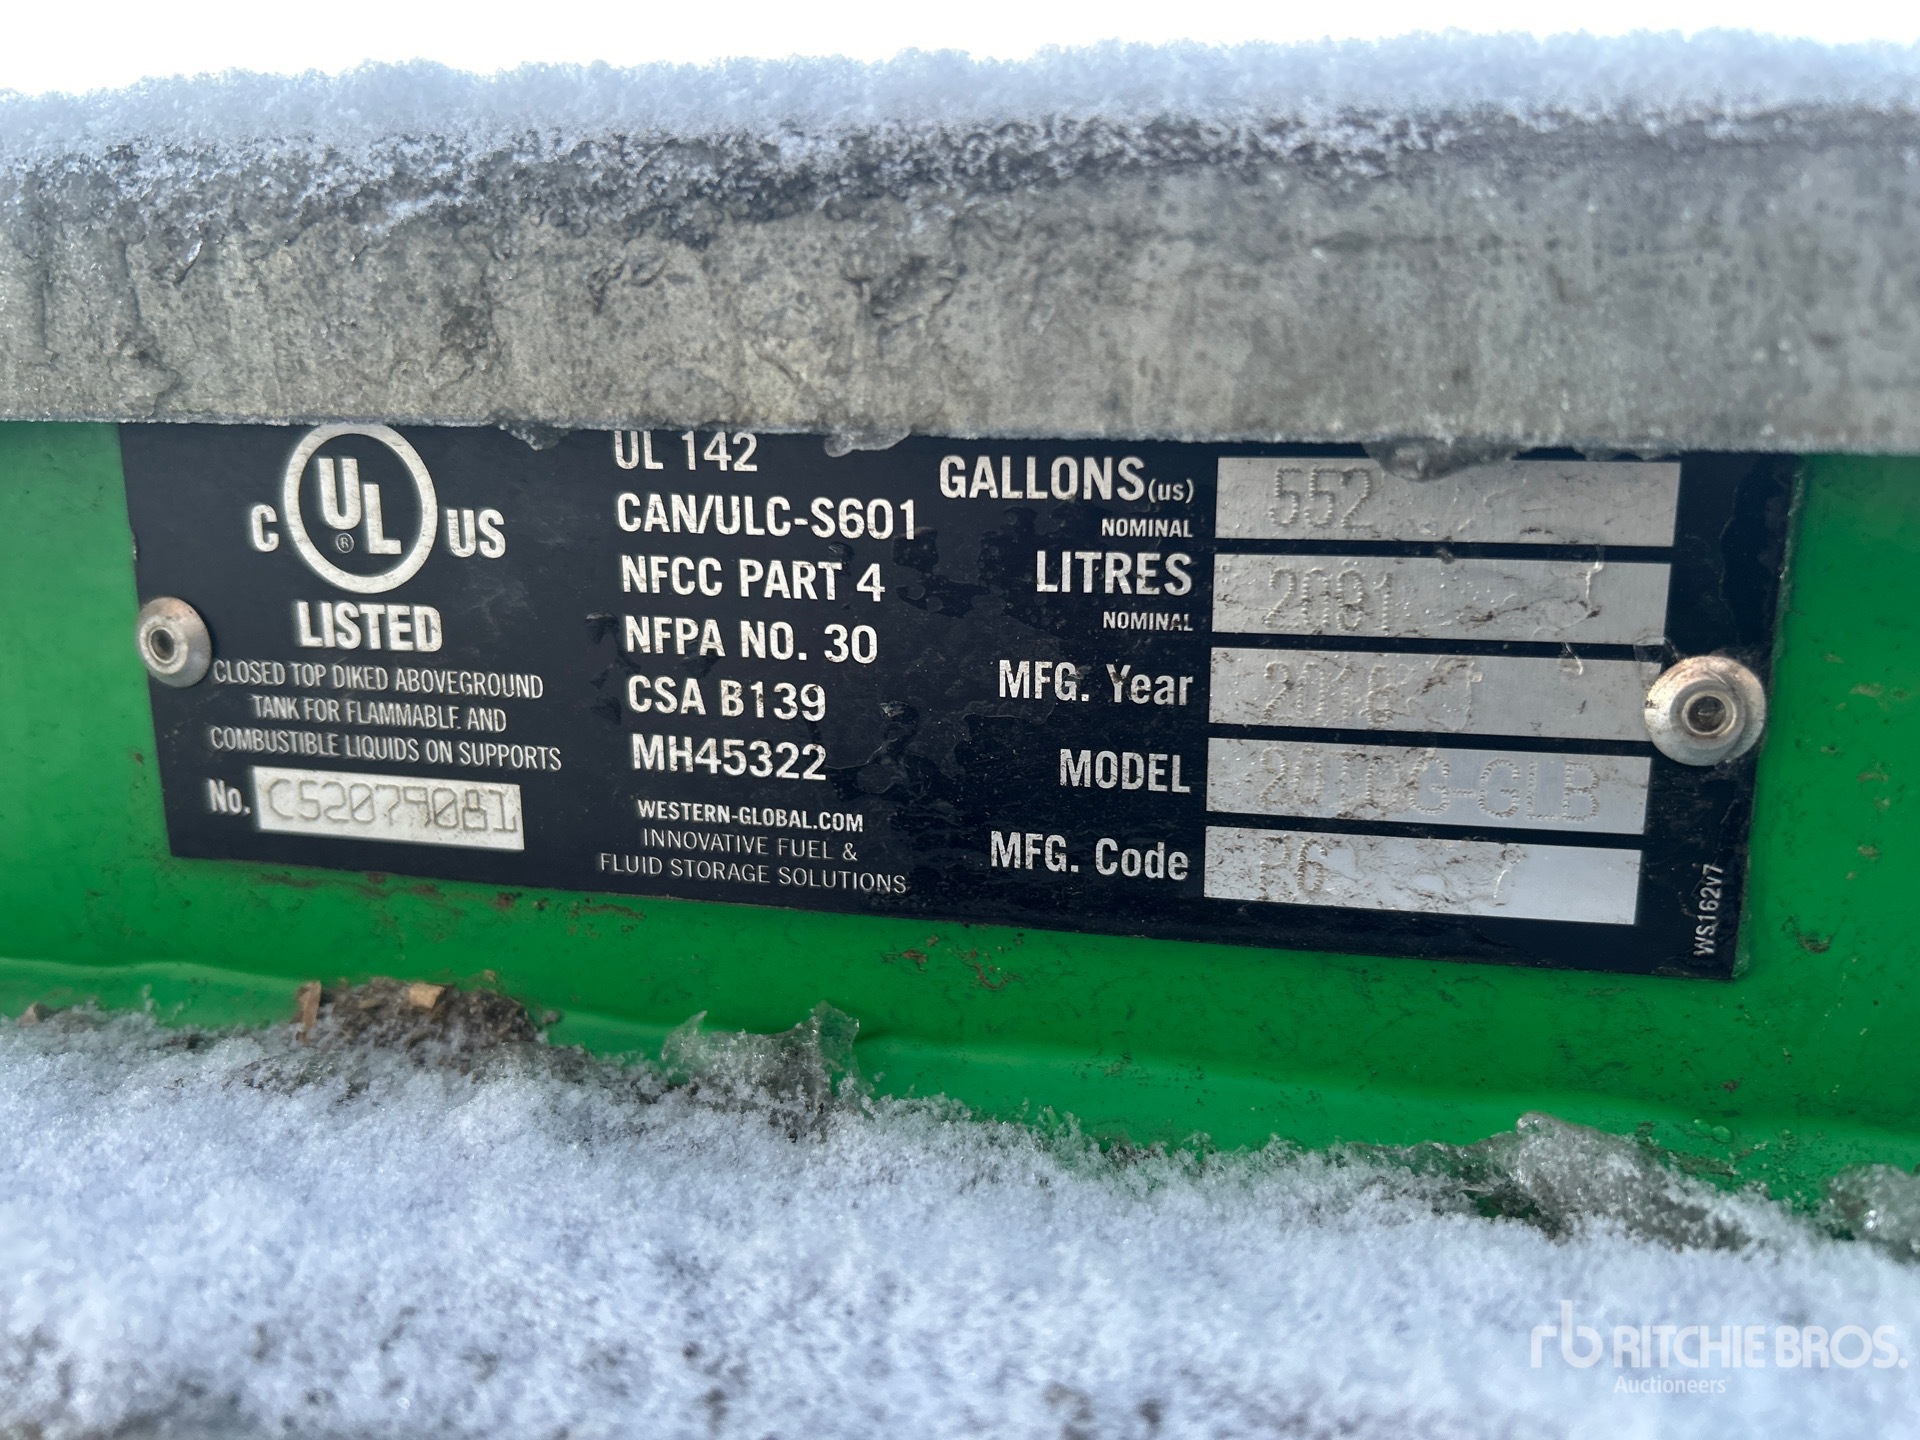 C UL US
®
LISTED
CLOSED TOP DIKED ABOVEGROUND
TANK FOR FLAMMABLE AND
COMBUSTIBLE LIQUIDS ON SUPPORTS
No. C52079081
UL 142
CAN/ULC-S601
NFCC PART 4
NFPA NO. 30
CSA B139
MH45322
WESTERN-GLOBAL.COM
INNOVATIVE FUEL &
FLUID STORAGE SOLUTIONS
GALLONS(us) 552
NOMINAL
LITRES
NOMINAL
MFG. Year 2016
MODEL
MFG. Code
WS162v7
rb RITCHIE BROS.
Auctioneers